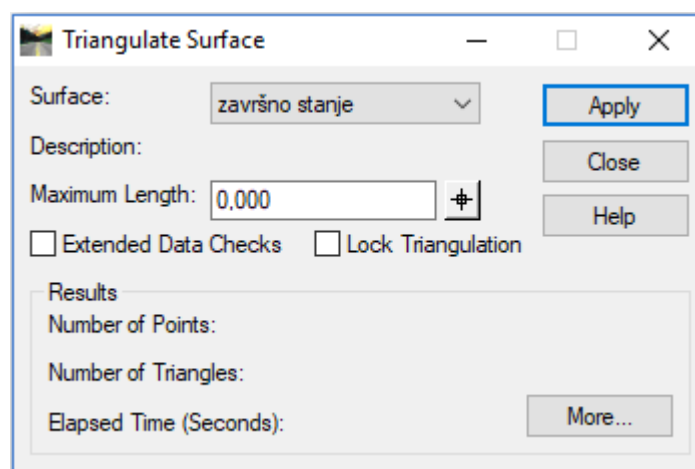 Triangulate Surface
Surface: završno stanje Apply
Description: Close
Maximum Length: 0,000 Help
Extended Data Checks Lock Triangulation
Results
Number of Points:
Number of Triangles:
Elapsed Time (Seconds): More...